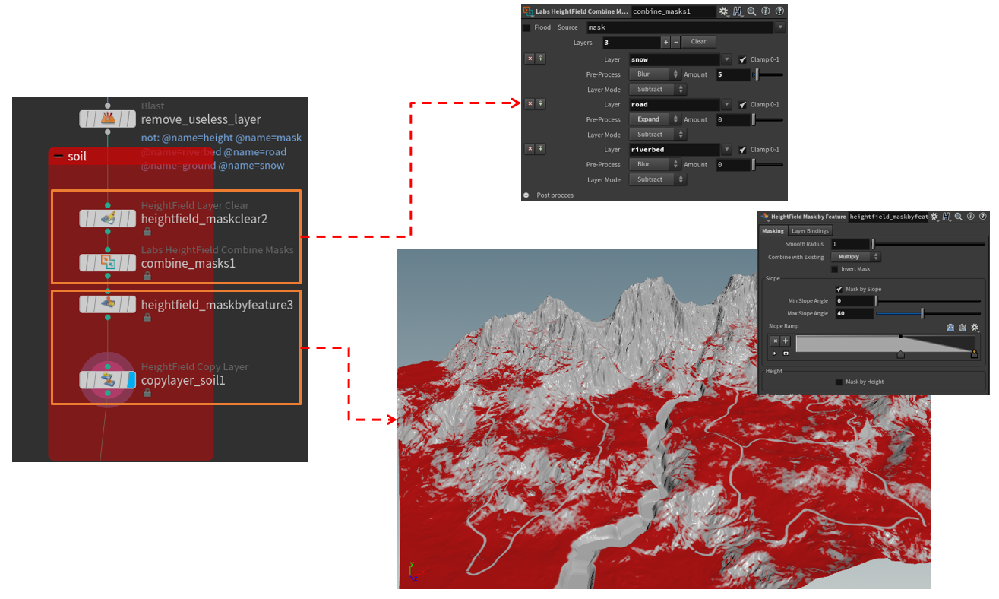 Blast
remove_useless_layer
not: @name=height @name=mask
@name=riverbed @name=road
@name=ground @name=snow
soil
HeightField Layer Clear
heightfield_maskclear2
Labs HeightField Combine Masks
combine_masks1
heightfield_maskbyfeature3
HeightField Copy Layer
copylayer_soil1
Labs HeightField Combine M... combine_masks1
Flood Source mask
Layers 3 + − Clear
Layer snow Clamp 0-1
Pre-Process Blur Amount 5
Layer Mode Subtract
Layer road Clamp 0-1
Pre-Process Expand Amount 0
Layer Mode Subtract
Layer riverbed Clamp 0-1
Pre-Process Blur Amount 0
Layer Mode Subtract
Post procces
HeightField Mask by Feature heightfield_maskbyfeat
Masking Layer Bindings
Smooth Radius 1
Combine with Existing Multiply
Invert Mask
Slope
Mask by Slope
Min Slope Angle 0
Max Slope Angle 40
Slope Ramp
Height
Mask by Height
y